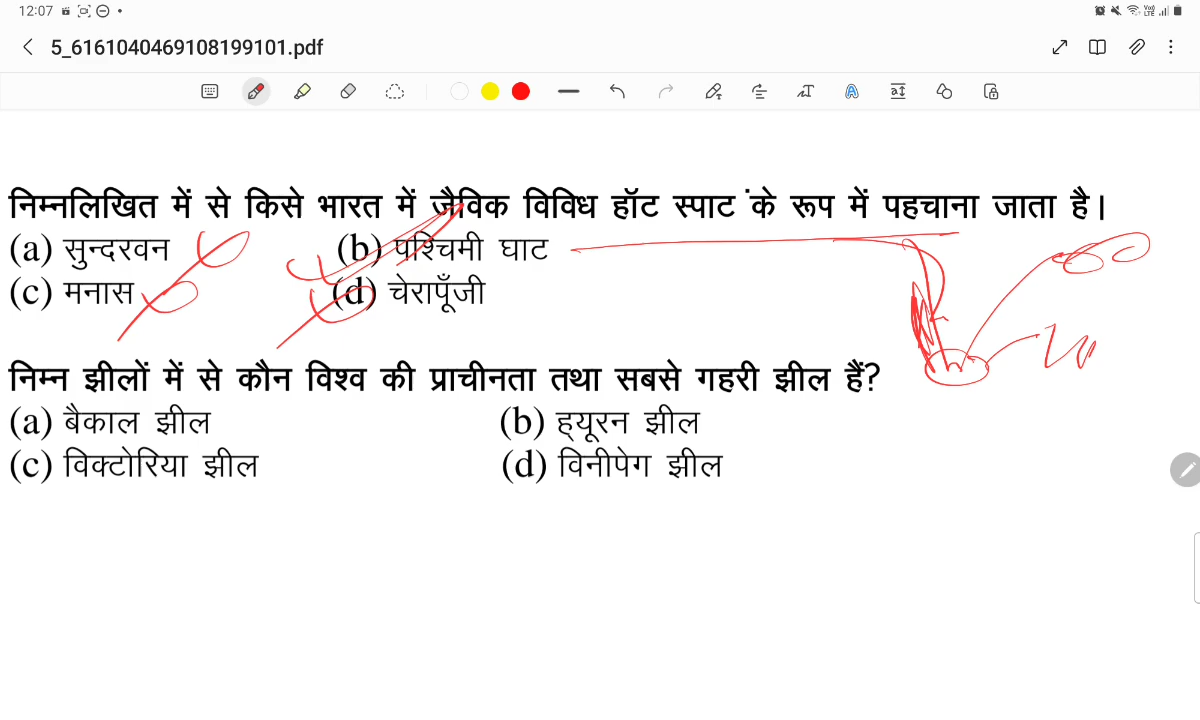 12:07
5_6161040469108199101.pdf
निम्नलिखित में से किसे भारत में जैविक विविध हॉट स्पाट ंके रूप में पहचाना जाता है।
(a) सुन्दरवन (b) पश्चिमी घाट
(c) मनास (d) चेरापूँजी
निम्न झीलों में से कौन विश्व की प्राचीनता तथा सबसे गहरी झील हैं?
(a) बैकाल झील (b) ह्यूरन झील
(c) विक्टोरिया झील (d) विनीपेग झील